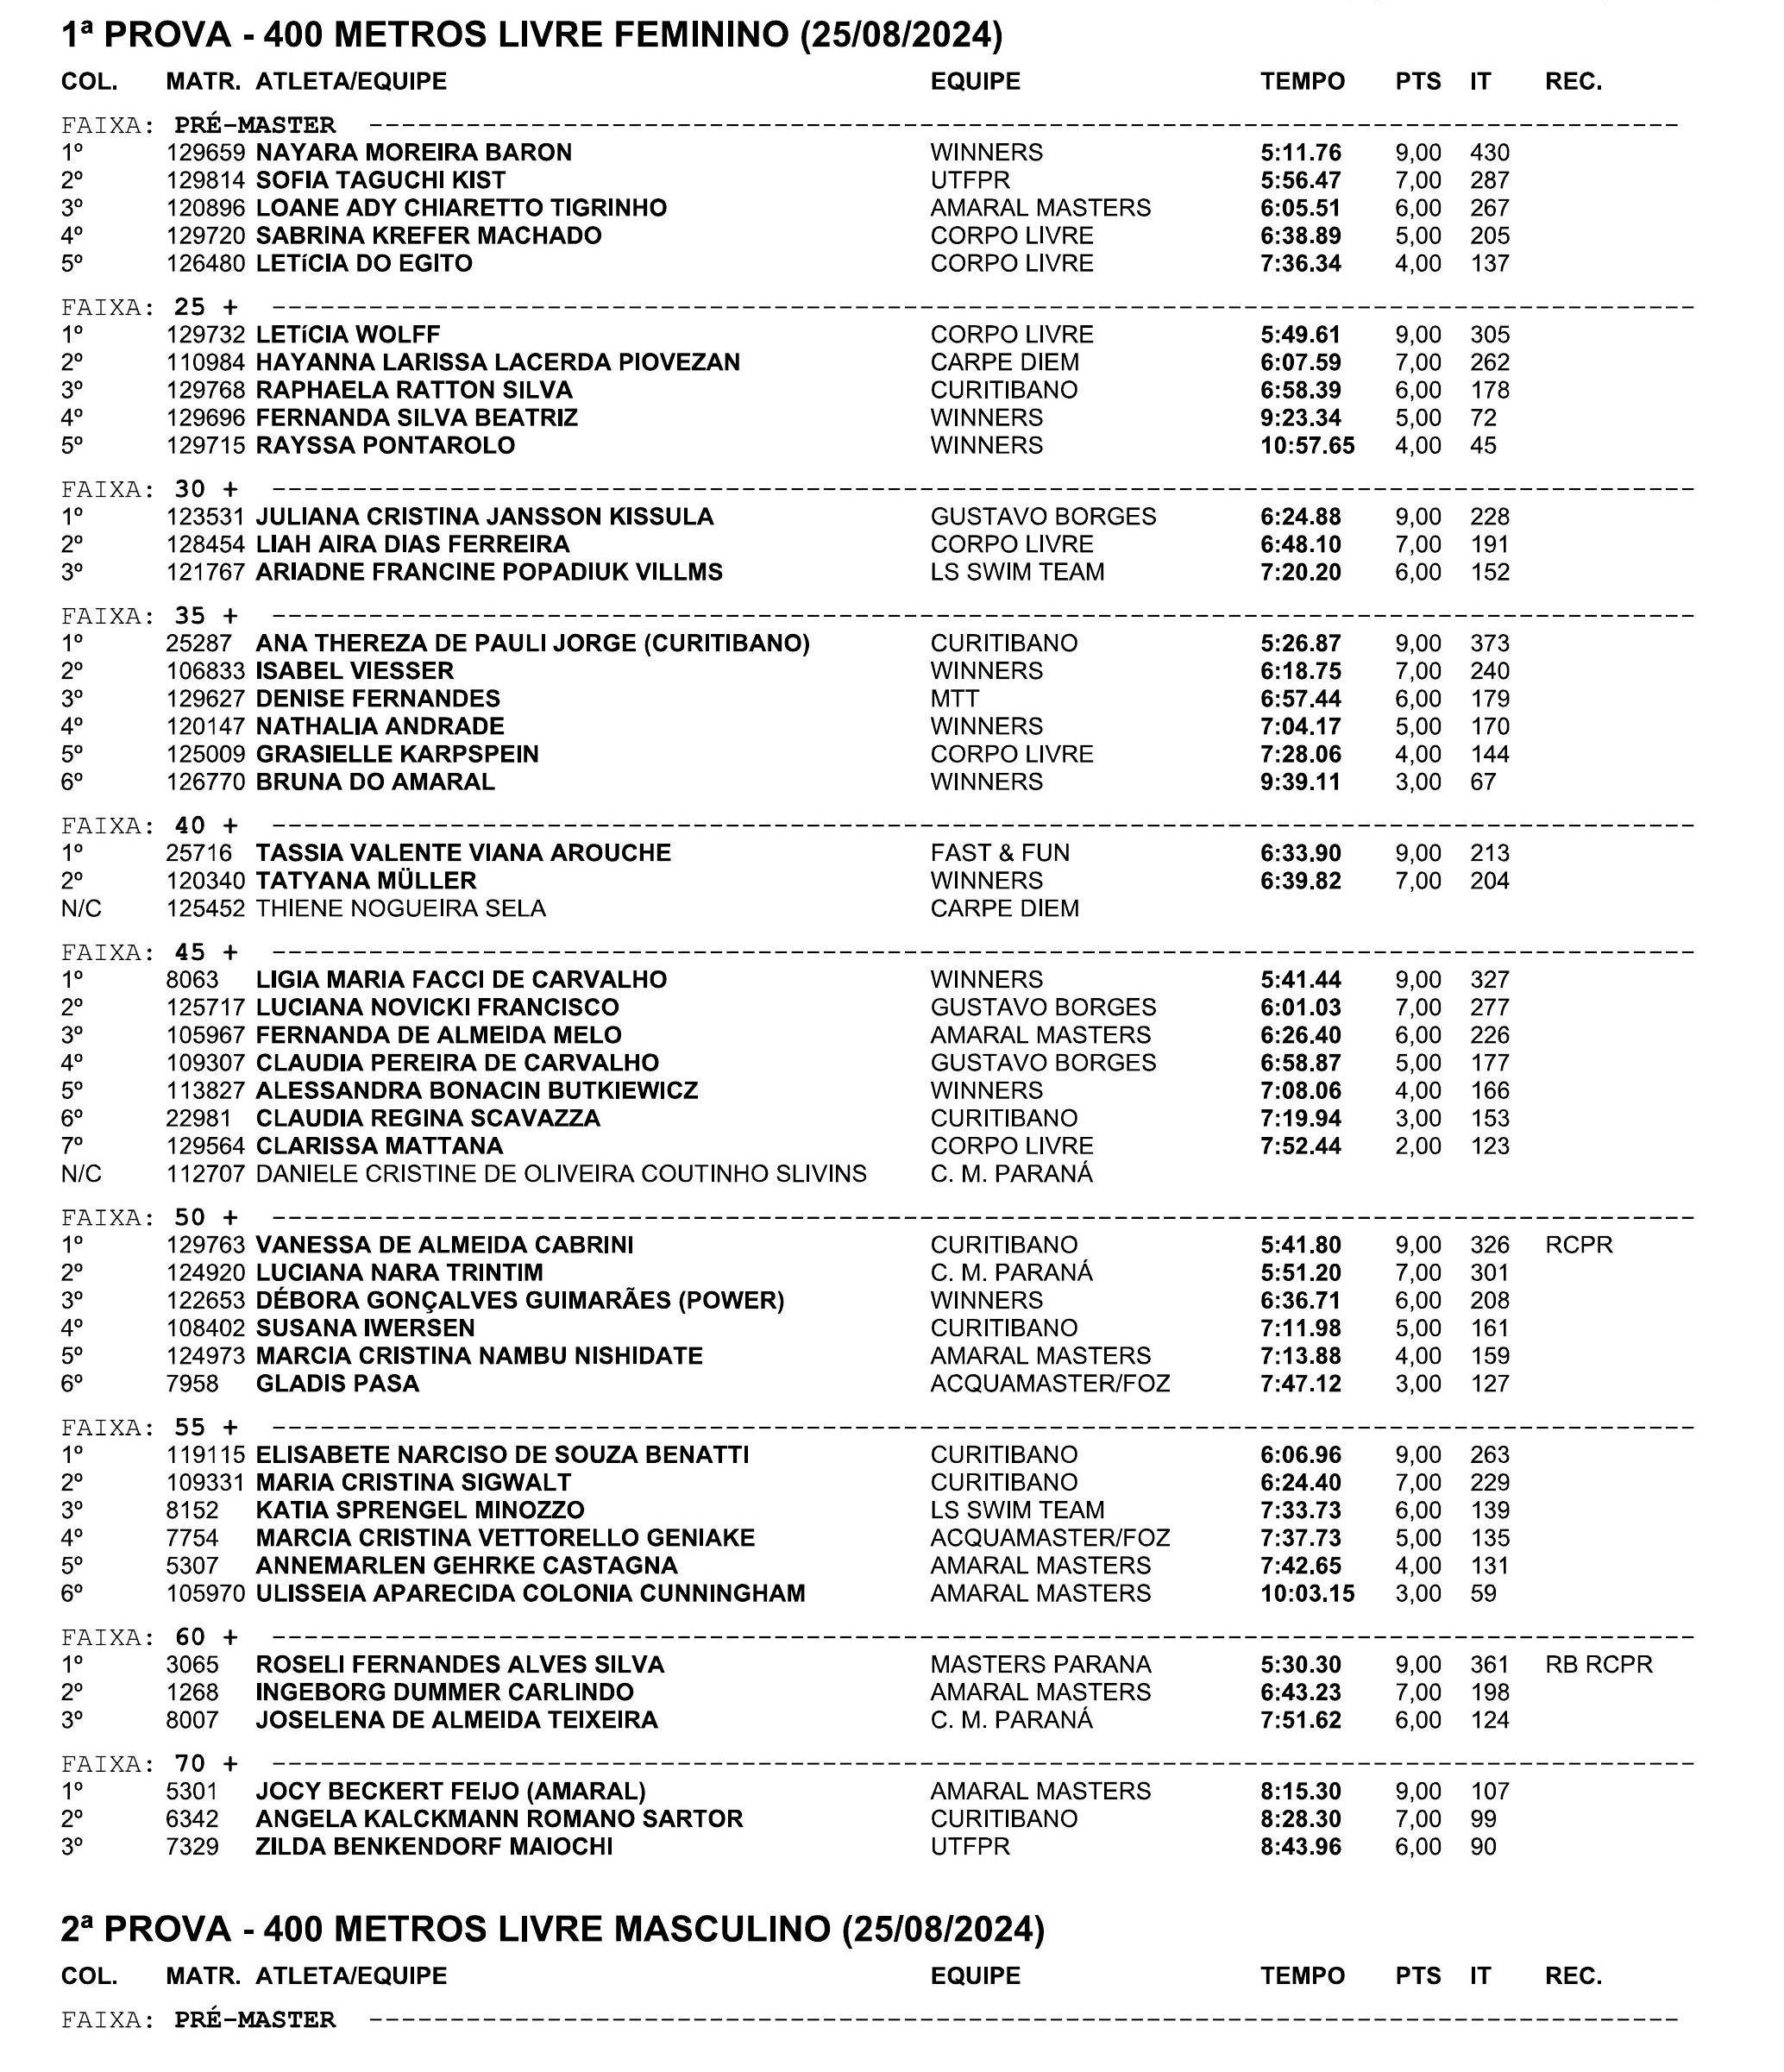 1ª PROVA - 400 METROS LIVRE FEMININO (25/08/2024)
COL. MATR. ATLETA/EQUIPE EQUIPE TEMPO PTS IT REC.
FAIXA: PRÉ-MASTER
1º 129659 NAYARA MOREIRA BARON WINNERS 5:11.76 9,00 430
2º 129814 SOFIA TAGUCHI KIST UTFPR 5:56.47 7,00 287
3º 120896 LOANE ADY CHIARETTO TIGRINHO AMARAL MASTERS 6:05.51 6,00 267
4º 129720 SABRINA KREFER MACHADO CORPO LIVRE 6:38.89 5,00 205
5º 126480 LETíCIA DO EGITO CORPO LIVRE 7:36.34 4,00 137
FAIXA: 25 +
1º 129732 LETíCIA WOLFF CORPO LIVRE 5:49.61 9,00 305
2º 110984 HAYANNA LARISSA LACERDA PIOVEZAN CARPE DIEM 6:07.59 7,00 262
3º 129768 RAPHAELA RATTON SILVA CURITIBANO 6:58.39 6,00 178
4º 129696 FERNANDA SILVA BEATRIZ WINNERS 9:23.34 5,00 72
5º 129715 RAYSSA PONTAROLO WINNERS 10:57.65 4,00 45
FAIXA: 30 +
1º 123531 JULIANA CRISTINA JANSSON KISSULA GUSTAVO BORGES 6:24.88 9,00 228
2º 128454 LIAH AIRA DIAS FERREIRA CORPO LIVRE 6:48.10 7,00 191
3º 121767 ARIADNE FRANCINE POPADIUK VILLMS LS SWIM TEAM 7:20.20 6,00 152
FAIXA: 35 +
1º 25287 ANA THEREZA DE PAULI JORGE (CURITIBANO) CURITIBANO 5:26.87 9,00 373
2º 106833 ISABEL VIESSER WINNERS 6:18.75 7,00 240
3º 129627 DENISE FERNANDES MTT 6:57.44 6,00 179
4º 120147 NATHALIA ANDRADE WINNERS 7:04.17 5,00 170
5º 125009 GRASIELLE KARPSPEIN CORPO LIVRE 7:28.06 4,00 144
6º 126770 BRUNA DO AMARAL WINNERS 9:39.11 3,00 67
FAIXA: 40 +
1º 25716 TASSIA VALENTE VIANA AROUCHE FAST & FUN 6:33.90 9,00 213
2º 120340 TATYANA MÜLLER WINNERS 6:39.82 7,00 204
N/C 125452 THIENE NOGUEIRA SELA CARPE DIEM
FAIXA: 45 +
1º 8063 LIGIA MARIA FACCI DE CARVALHO WINNERS 5:41.44 9,00 327
2º 125717 LUCIANA NOVICKI FRANCISCO GUSTAVO BORGES 6:01.03 7,00 277
3º 105967 FERNANDA DE ALMEIDA MELO AMARAL MASTERS 6:26.40 6,00 226
4º 109307 CLAUDIA PEREIRA DE CARVALHO GUSTAVO BORGES 6:58.87 5,00 177
5º 113827 ALESSANDRA BONACIN BUTKIEWICZ WINNERS 7:08.06 4,00 166
6º 22981 CLAUDIA REGINA SCAVAZZA CURITIBANO 7:19.94 3,00 153
7º 129564 CLARISSA MATTANA CORPO LIVRE 7:52.44 2,00 123
N/C 112707 DANIELE CRISTINE DE OLIVEIRA COUTINHO SLIVINS C. M. PARANÁ
FAIXA: 50 +
1º 129763 VANESSA DE ALMEIDA CABRINI CURITIBANO 5:41.80 9,00 326 RCPR
2º 124920 LUCIANA NARA TRINTIM C. M. PARANÁ 5:51.20 7,00 301
3º 122653 DÉBORA GONÇALVES GUIMARÃES (POWER) WINNERS 6:36.71 6,00 208
4º 108402 SUSANA IWERSEN CURITIBANO 7:11.98 5,00 161
5º 124973 MARCIA CRISTINA NAMBU NISHIDATE AMARAL MASTERS 7:13.88 4,00 159
6º 7958 GLADIS PASA ACQUAMASTER/FOZ 7:47.12 3,00 127
FAIXA: 55 +
1º 119115 ELISABETE NARCISO DE SOUZA BENATTI CURITIBANO 6:06.96 9,00 263
2º 109331 MARIA CRISTINA SIGWALT CURITIBANO 6:24.40 7,00 229
3º 8152 KATIA SPRENGEL MINOZZO LS SWIM TEAM 7:33.73 6,00 139
4º 7754 MARCIA CRISTINA VETTORELLO GENIAKE ACQUAMASTER/FOZ 7:37.73 5,00 135
5º 5307 ANNEMARLEN GEHRKE CASTAGNA AMARAL MASTERS 7:42.65 4,00 131
6º 105970 ULISSEIA APARECIDA COLONIA CUNNINGHAM AMARAL MASTERS 10:03.15 3,00 59
FAIXA: 60 +
1º 3065 ROSELI FERNANDES ALVES SILVA MASTERS PARANA 5:30.30 9,00 361 RB RCPR
2º 1268 INGEBORG DUMMER CARLINDO AMARAL MASTERS 6:43.23 7,00 198
3º 8007 JOSELENA DE ALMEIDA TEIXEIRA C. M. PARANÁ 7:51.62 6,00 124
FAIXA: 70 +
1º 5301 JOCY BECKERT FEIJO (AMARAL) AMARAL MASTERS 8:15.30 9,00 107
2º 6342 ANGELA KALCKMANN ROMANO SARTOR CURITIBANO 8:28.30 7,00 99
3º 7329 ZILDA BENKENDORF MAIOCHI UTFPR 8:43.96 6,00 90
2ª PROVA - 400 METROS LIVRE MASCULINO (25/08/2024)
COL. MATR. ATLETA/EQUIPE EQUIPE TEMPO PTS IT REC.
FAIXA: PRÉ-MASTER